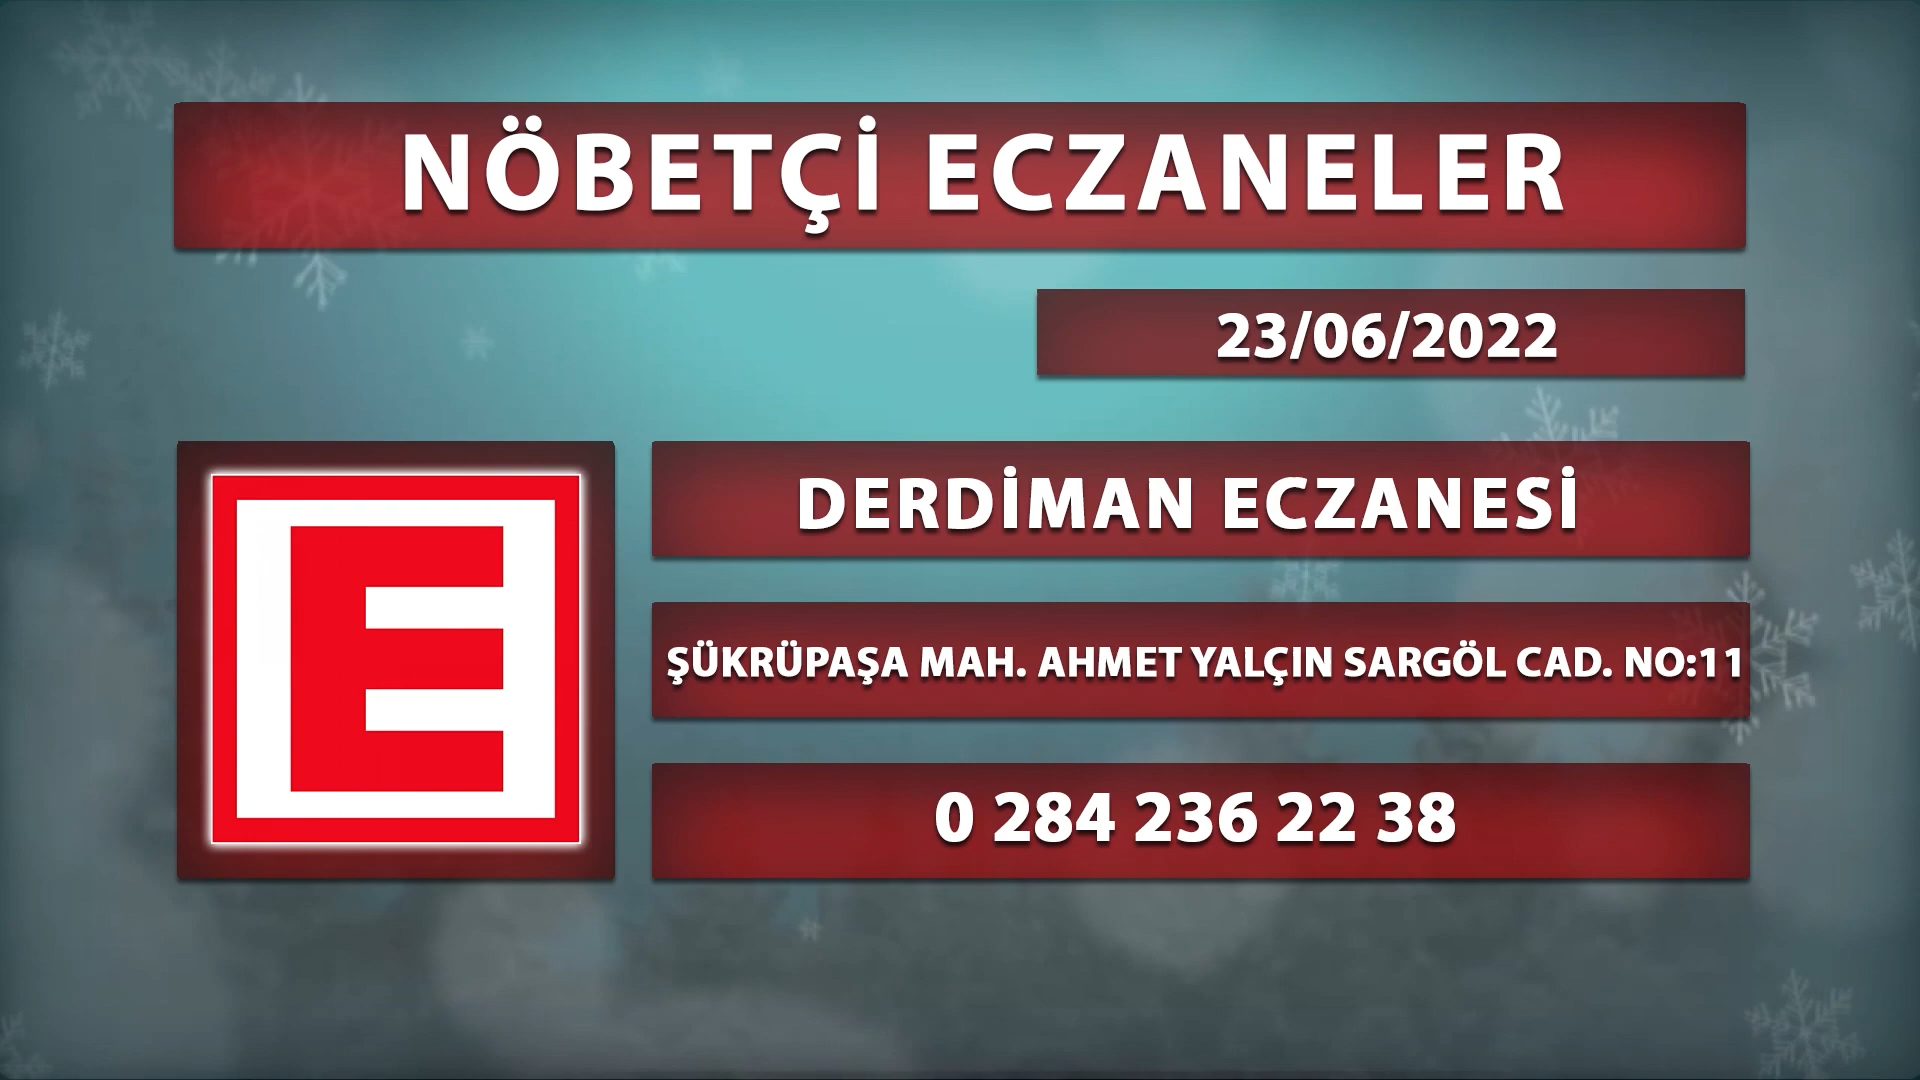 NÖBETÇİ ECZANELER
23/06/2022
E
DERDİMAN ECZANESİ
ŞÜKRÜPAŞA MAH. AHMET YALÇIN SARGÖL CAD. NO:11
0 284 236 22 38